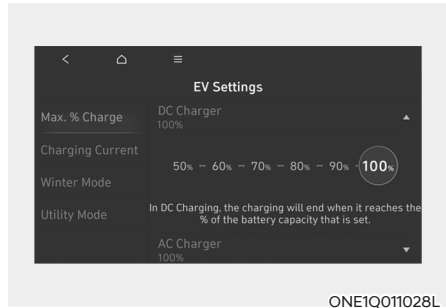 EV Settings
Max. % Charge
DC Charger
100%
Charging Current
50% – 60% – 70% – 80% – 90% – 100%
Winter Mode
Utility Mode
In DC Charging, the charging will end when it reaches the
% of the battery capacity that is set.
AC Charger
100%
ONE1Q011028L